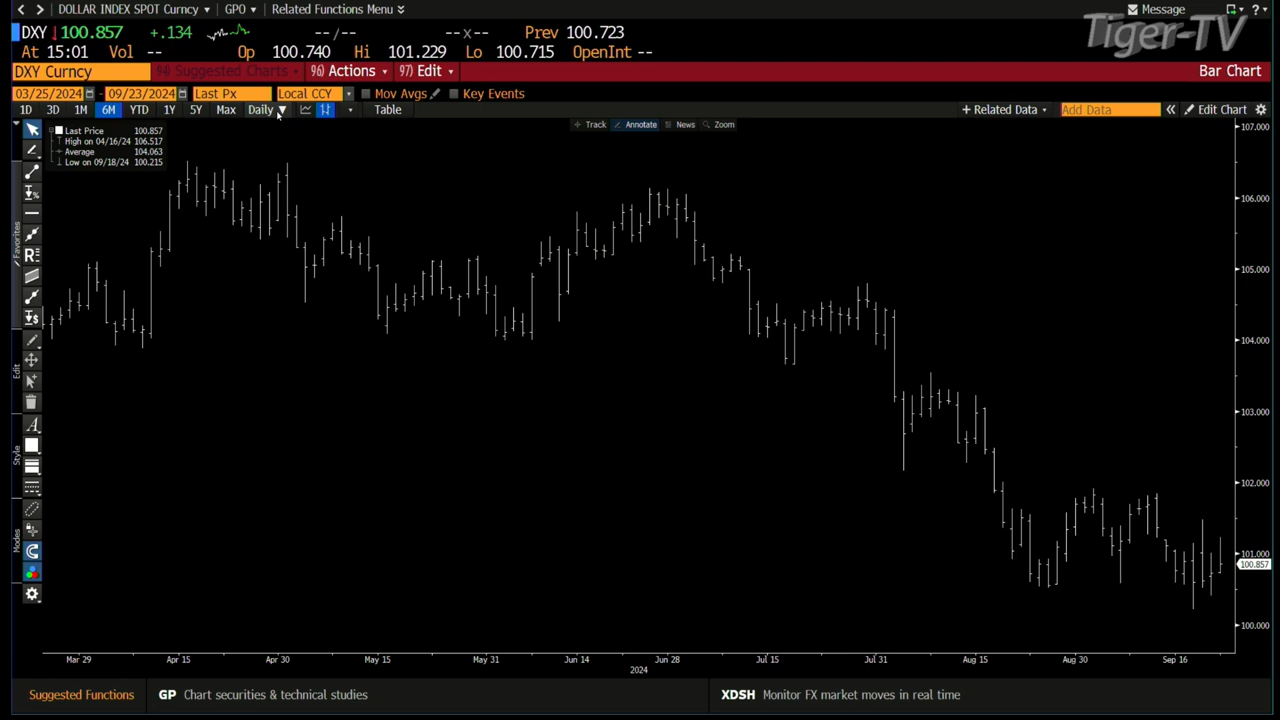 DOLLAR INDEX SPOT Curncy GPO Related Functions Menu Message
Tiger-TV
DXY 100.857 +.134 -- / -- -- x -- Prev 100.723
At 15:01 Vol -- Op 100.740 Hi 101.229 Lo 100.715 OpenInt --
DXY Curncy 94) Suggested Charts 96) Actions 97) Edit Bar Chart
03/25/2024 - 09/23/2024 Last Px Local CCY Mov Avgs Key Events
1D 3D 1M 6M YTD 1Y 5Y Max Daily Table + Related Data Add Data Edit Chart
Track Annotate News Zoom
Last Price 100.857
High on 04/16/24 106.517
Average 104.063
Low on 09/18/24 100.215
107.000
106.000
105.000
104.000
103.000
102.000
101.000
100.857
100.000
Favorites
Edit
Style
Modes
Mar 29 Apr 15 Apr 30 May 15 May 31 Jun 14 Jun 28 Jul 15 Jul 31 Aug 15 Aug 30 Sep 16
2024
Suggested Functions GP Chart securities & technical studies XDSH Monitor FX market moves in real time